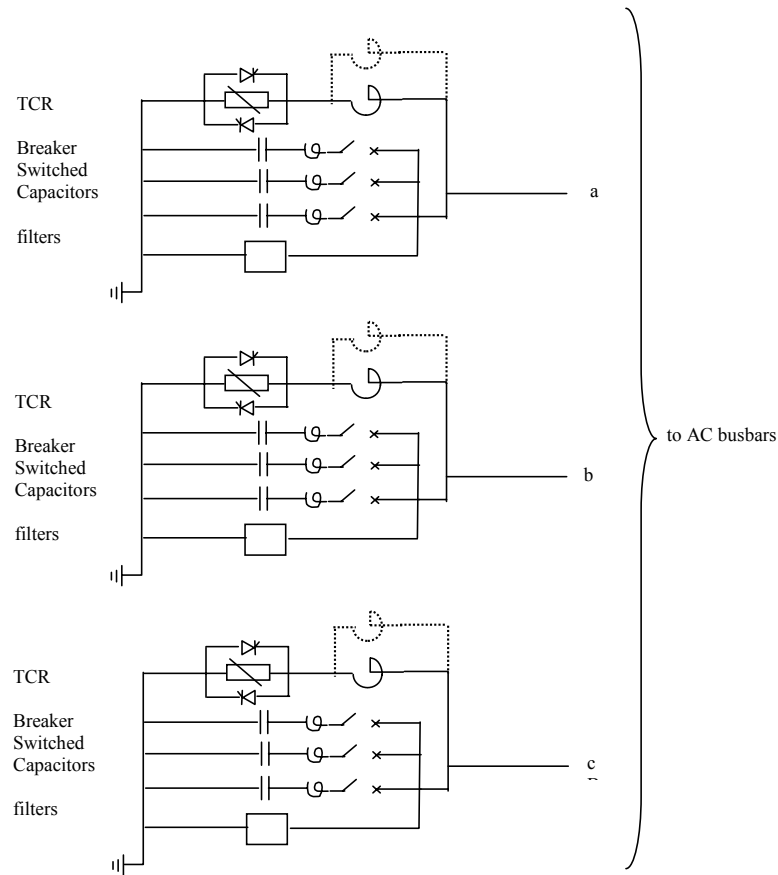 TCR
Breaker
Switched
Capacitors
a
filters
TCR
Breaker
Switched
Capacitors
b
filters
to AC busbars
TCR
Breaker
Switched
Capacitors
c
filters